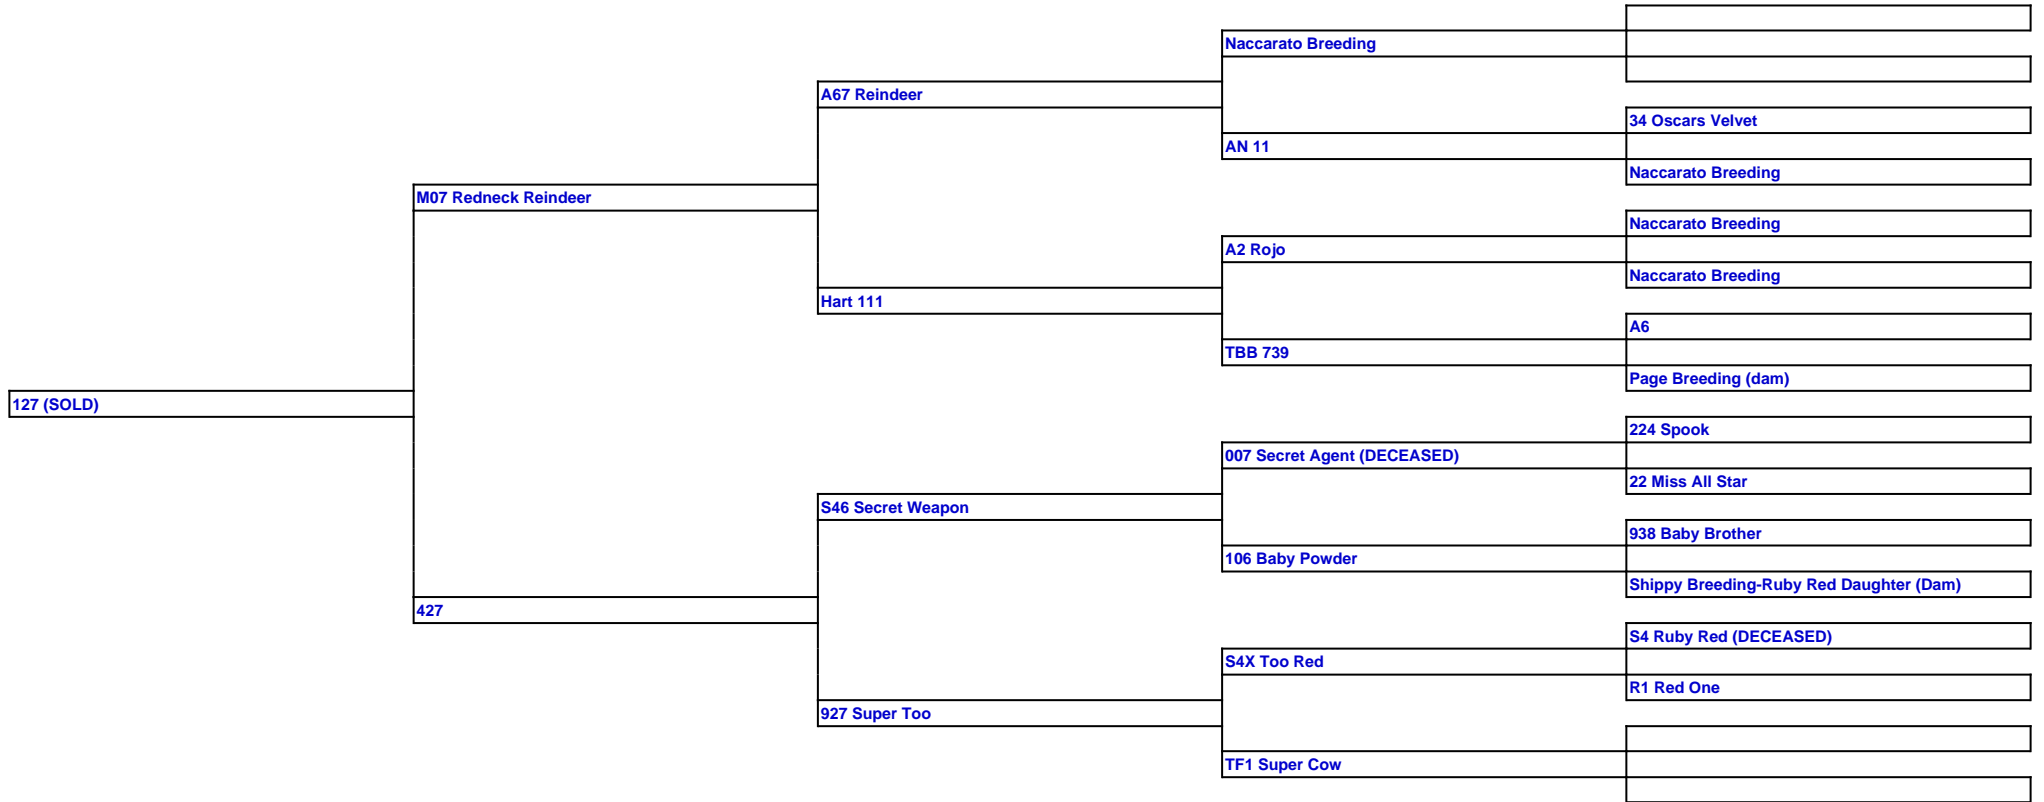 Naccarato Breeding
A67 Reindeer
34 Oscars Velvet
AN 11
Naccarato Breeding
M07 Redneck Reindeer
Naccarato Breeding
A2 Rojo
Naccarato Breeding
Hart 111
A6
TBB 739
Page Breeding (dam)
127 (SOLD)
224 Spook
007 Secret Agent (DECEASED)
22 Miss All Star
S46 Secret Weapon
938 Baby Brother
106 Baby Powder
Shippy Breeding-Ruby Red Daughter (Dam)
427
S4 Ruby Red (DECEASED)
S4X Too Red
R1 Red One
927 Super Too
TF1 Super Cow